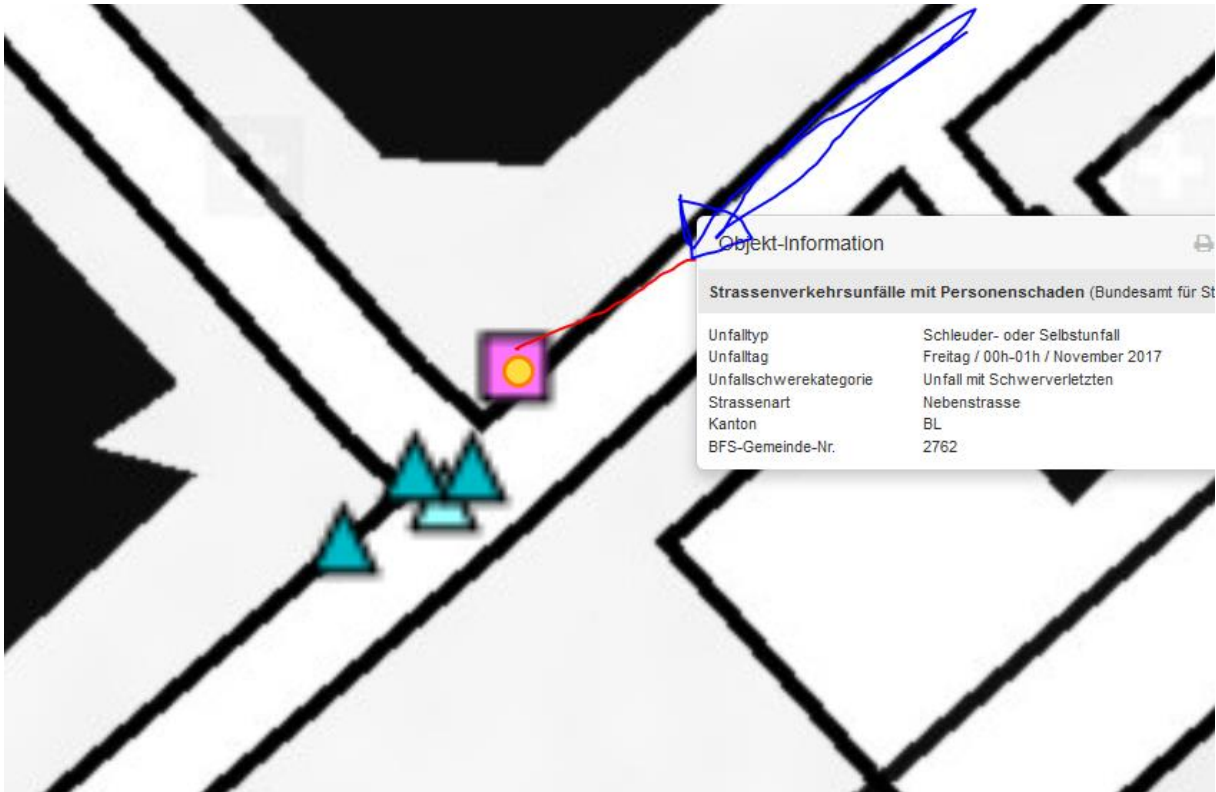 Objekt-Information
Strassenverkehrsunfälle mit Personenschaden (Bundesamt für St
Unfalltyp Schleuder- oder Selbstunfall
Unfalltag Freitag / 00h-01h / November 2017
Unfallschwerekategorie Unfall mit Schwerverletzten
Strassenart Nebenstrasse
Kanton BL
BFS-Gemeinde-Nr. 2762